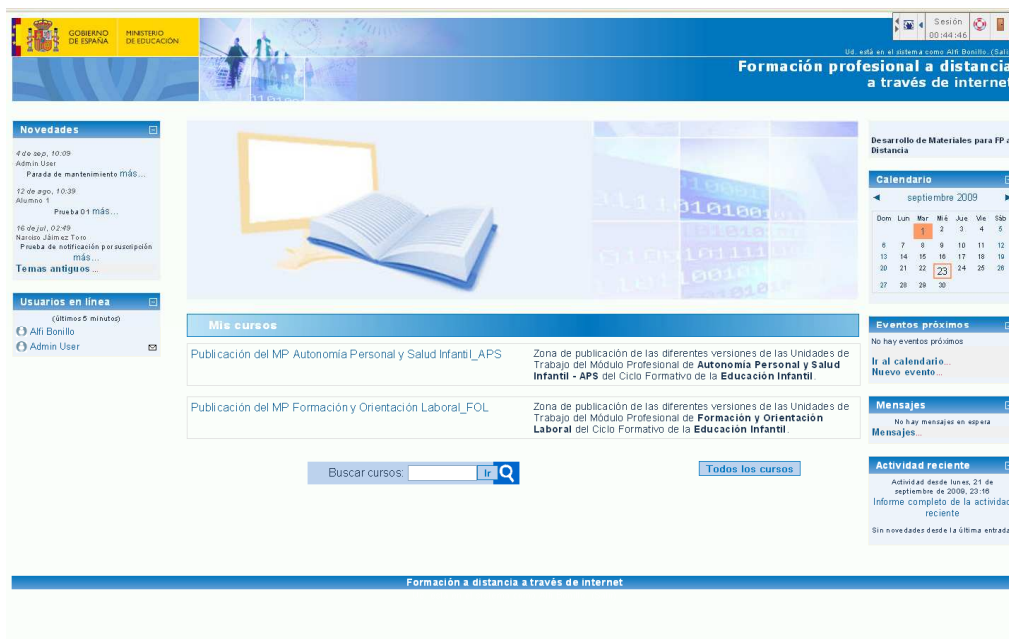 GOBIERNO DE ESPAÑA
MINISTERIO DE EDUCACIÓN
Sesión
00:44:46
Ud. está en el sistema como Alfi Bonillo. (Sali
Formación profesional a distancia
a través de internet
Novedades
4 de sep, 10:09
Admin User
Parada de mantenimiento más...
12 de ago, 10:39
Alumno 1
Prueba 01 más...
16 de jul, 02:49
Narciso Jáimez Toro
Prueba de notificación por suscripción
más...
Temas antiguos ...
Usuarios en línea
(últimos 5 minutos)
Alfi Bonillo
Admin User
Mis cursos
Publicación del MP Autonomía Personal y Salud Infantil_APS
Zona de publicación de las diferentes versiones de las Unidades de
Trabajo del Módulo Profesional de Autonomía Personal y Salud
Infantil - APS del Ciclo Formativo de la Educación Infantil.
Publicación del MP Formación y Orientación Laboral_FOL
Zona de publicación de las diferentes versiones de las Unidades de
Trabajo del Módulo Profesional de Formación y Orientación
Laboral del Ciclo Formativo de la Educación Infantil.
Buscar cursos: Ir
Todos los cursos
Desarrollo de Materiales para FP a
Distancia
Calendario
septiembre 2009
Dom Lun Mar Mié Jue Vie Sáb
1 2 3 4 5
6 7 8 9 10 11 12
13 14 15 16 17 18 19
20 21 22 23 24 25 26
27 28 29 30
Eventos próximos
No hay eventos próximos
Ir al calendario...
Nuevo evento...
Mensajes
No hay mensajes en espera
Mensajes...
Actividad reciente
Actividad desde lunes, 21 de
septiembre de 2009, 23:16
Informe completo de la actividad
reciente
Sin novedades desde la última entrada
Formación a distancia a través de internet